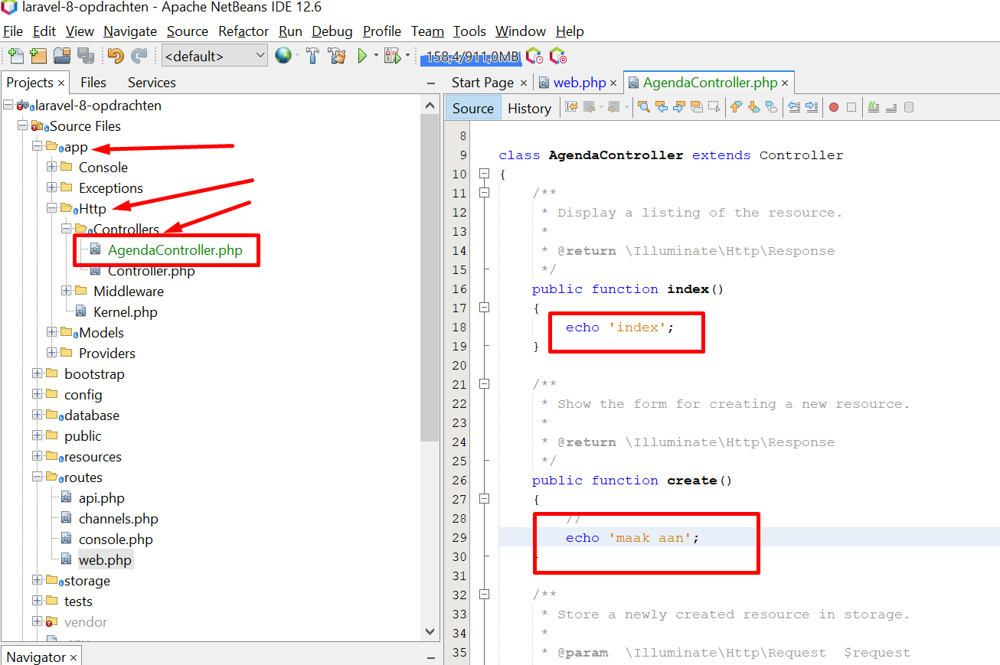 laravel-8-opdrachten - Apache NetBeans IDE 12.6
File Edit View Navigate Source Refactor Run Debug Profile Team Tools Window Help
<default>
158,4/911,0MB
Projects × Files Services
laravel-8-opdrachten
Source Files
app
Console
Exceptions
Http
Controllers
AgendaController.php
Controller.php
Middleware
Kernel.php
Models
Providers
bootstrap
config
database
public
resources
routes
api.php
channels.php
console.php
web.php
storage
tests
vendor
Navigator ×
Start Page × web.php × AgendaController.php ×
Source History
8
9 class AgendaController extends Controller
10 {
11 /**
12 * Display a listing of the resource.
13 *
14 * @return \Illuminate\Http\Response
15 */
16 public function index()
17 {
18 echo 'index';
19 }
20
21 /**
22 * Show the form for creating a new resource.
23 *
24 * @return \Illuminate\Http\Response
25 */
26 public function create()
27 {
28 //
29 echo 'maak aan';
30
31
32 /**
33 * Store a newly created resource in storage.
34 *
35 * @param \Illuminate\Http\Request $request